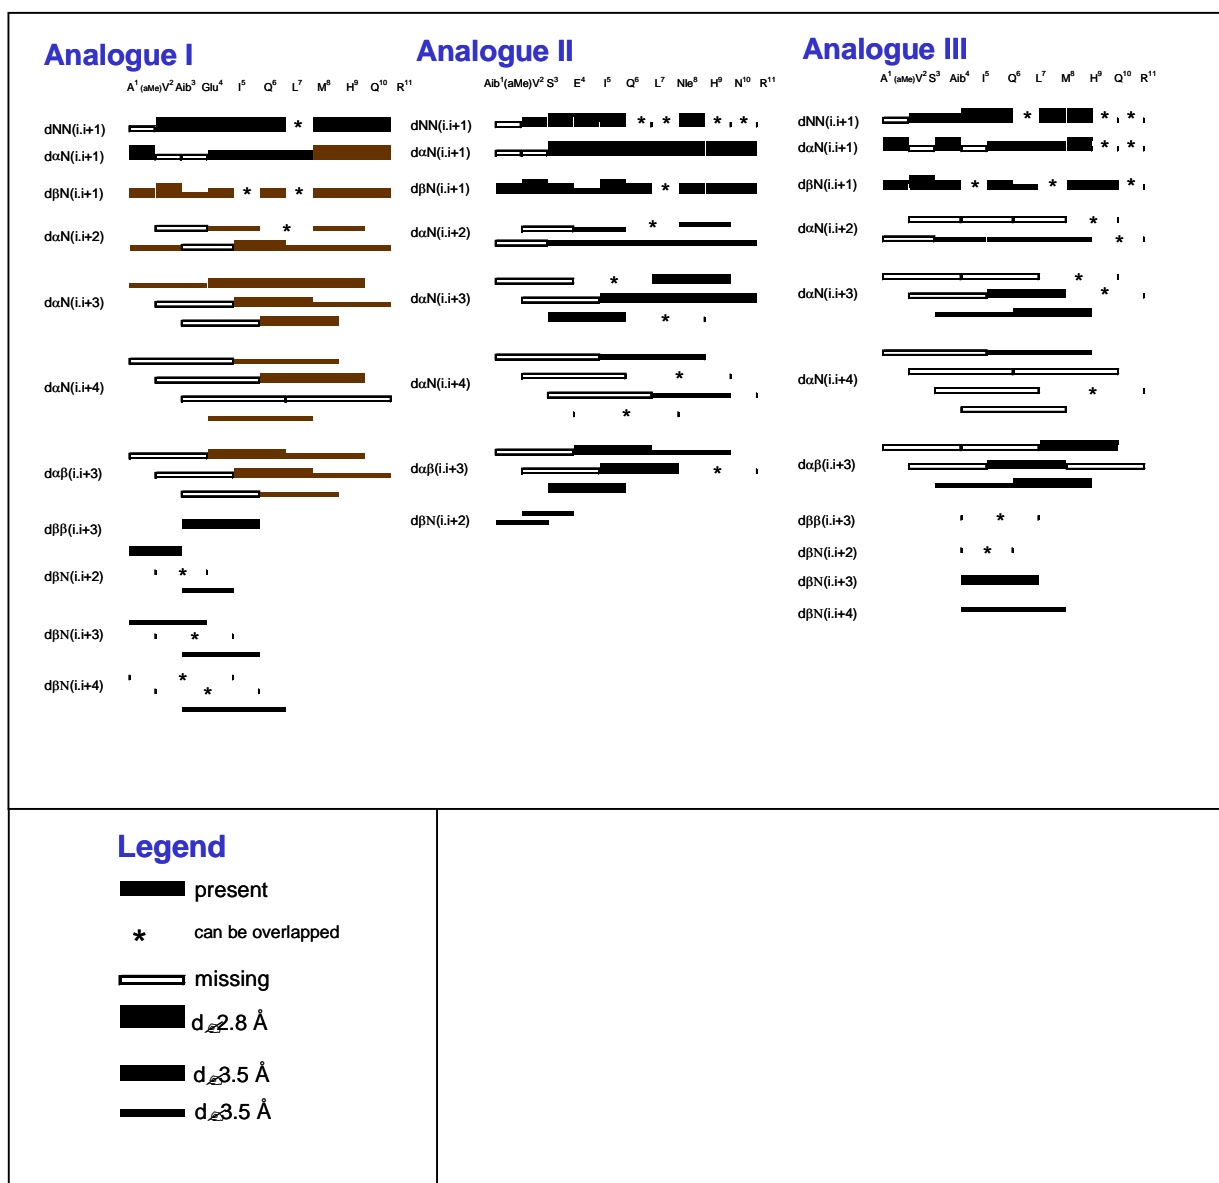 Analogue I
A¹ (aMe)V² Aib³ Glu⁴ I⁵ Q⁶ L⁷ M⁸ H⁹ Q¹⁰ R¹¹
dNN(i.i+1) *
dαN(i.i+1)
dβN(i.i+1) * *
dαN(i.i+2) *
dαN(i.i+3)
dαN(i.i+4)
dαβ(i.i+3)
dββ(i.i+3)
dβN(i.i+2) *
dβN(i.i+3) *
dβN(i.i+4) *
*
Analogue II
Aib¹(aMe)V² S³ E⁴ I⁵ Q⁶ L⁷ Nle⁸ H⁹ N¹⁰ R¹¹
dNN(i.i+1) * * * *
dαN(i.i+1)
dβN(i.i+1) *
dαN(i.i+2) *
dαN(i.i+3) *
*
dαN(i.i+4) *
*
dαβ(i.i+3) *
dβN(i.i+2)
Analogue III
A¹ (aMe)V² S³ Aib⁴ I⁵ Q⁶ L⁷ M⁸ H⁹ Q¹⁰ R¹¹
dNN(i.i+1) * * *
dαN(i.i+1) * *
dβN(i.i+1) * * *
dαN(i.i+2) *
*
dαN(i.i+3) *
*
dαN(i.i+4)
*
dαβ(i.i+3)
dββ(i.i+3) *
dβN(i.i+2) *
dβN(i.i+3)
dβN(i.i+4)
Legend
present
* can be overlapped
missing
d 2.8 Å
d 3.5 Å
d 3.5 Å